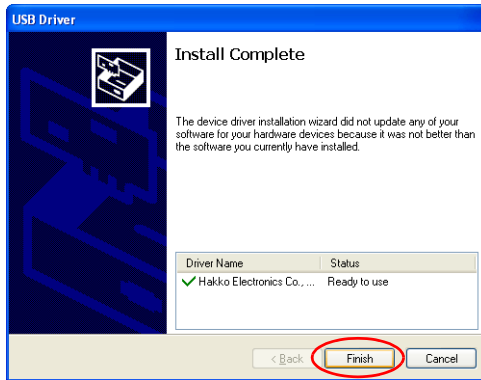 USB Driver
Install Complete
The device driver installation wizard did not update any of your
software for your hardware devices because it was not better than
the software you currently have installed.
Driver Name Status
Hakko Electronics Co., ... Ready to use
< Back Finish Cancel